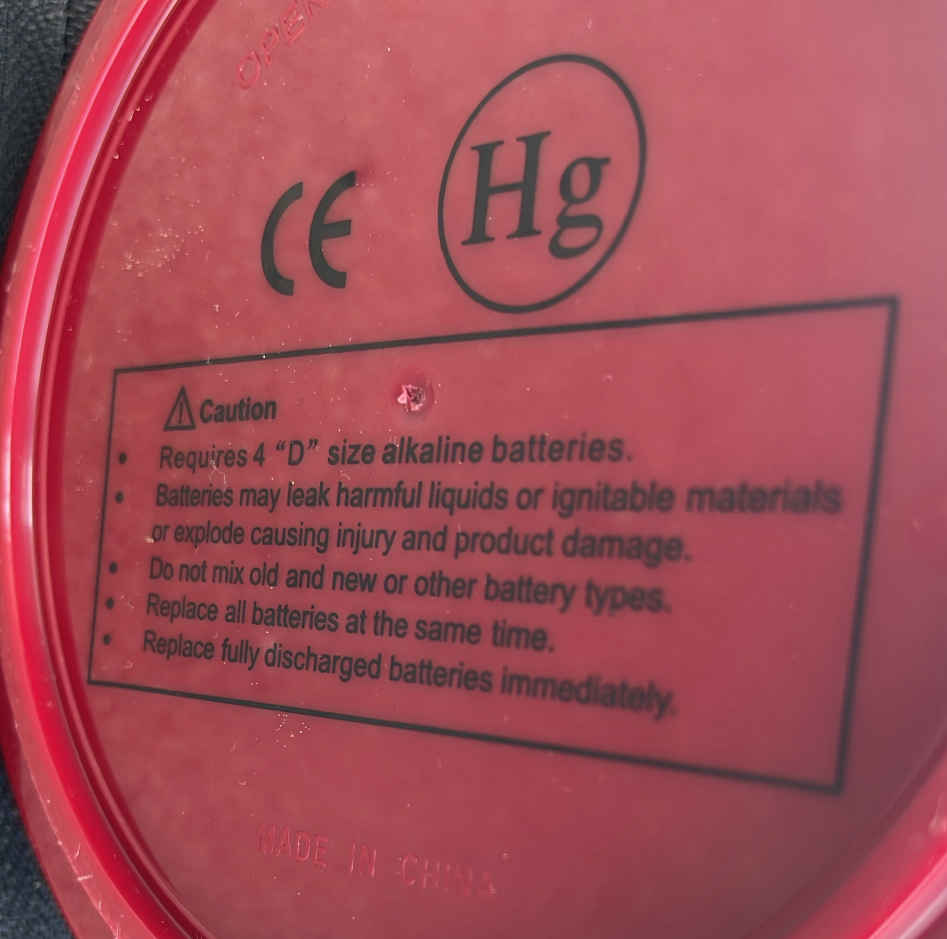 CE
Hg
Caution
• Requires 4 “D” size alkaline batteries.
• Batteries may leak harmful liquids or ignitable materials
or explode causing injury and product damage.
• Do not mix old and new or other battery types.
• Replace all batteries at the same time.
• Replace fully discharged batteries immediately.
MADE IN CHINA